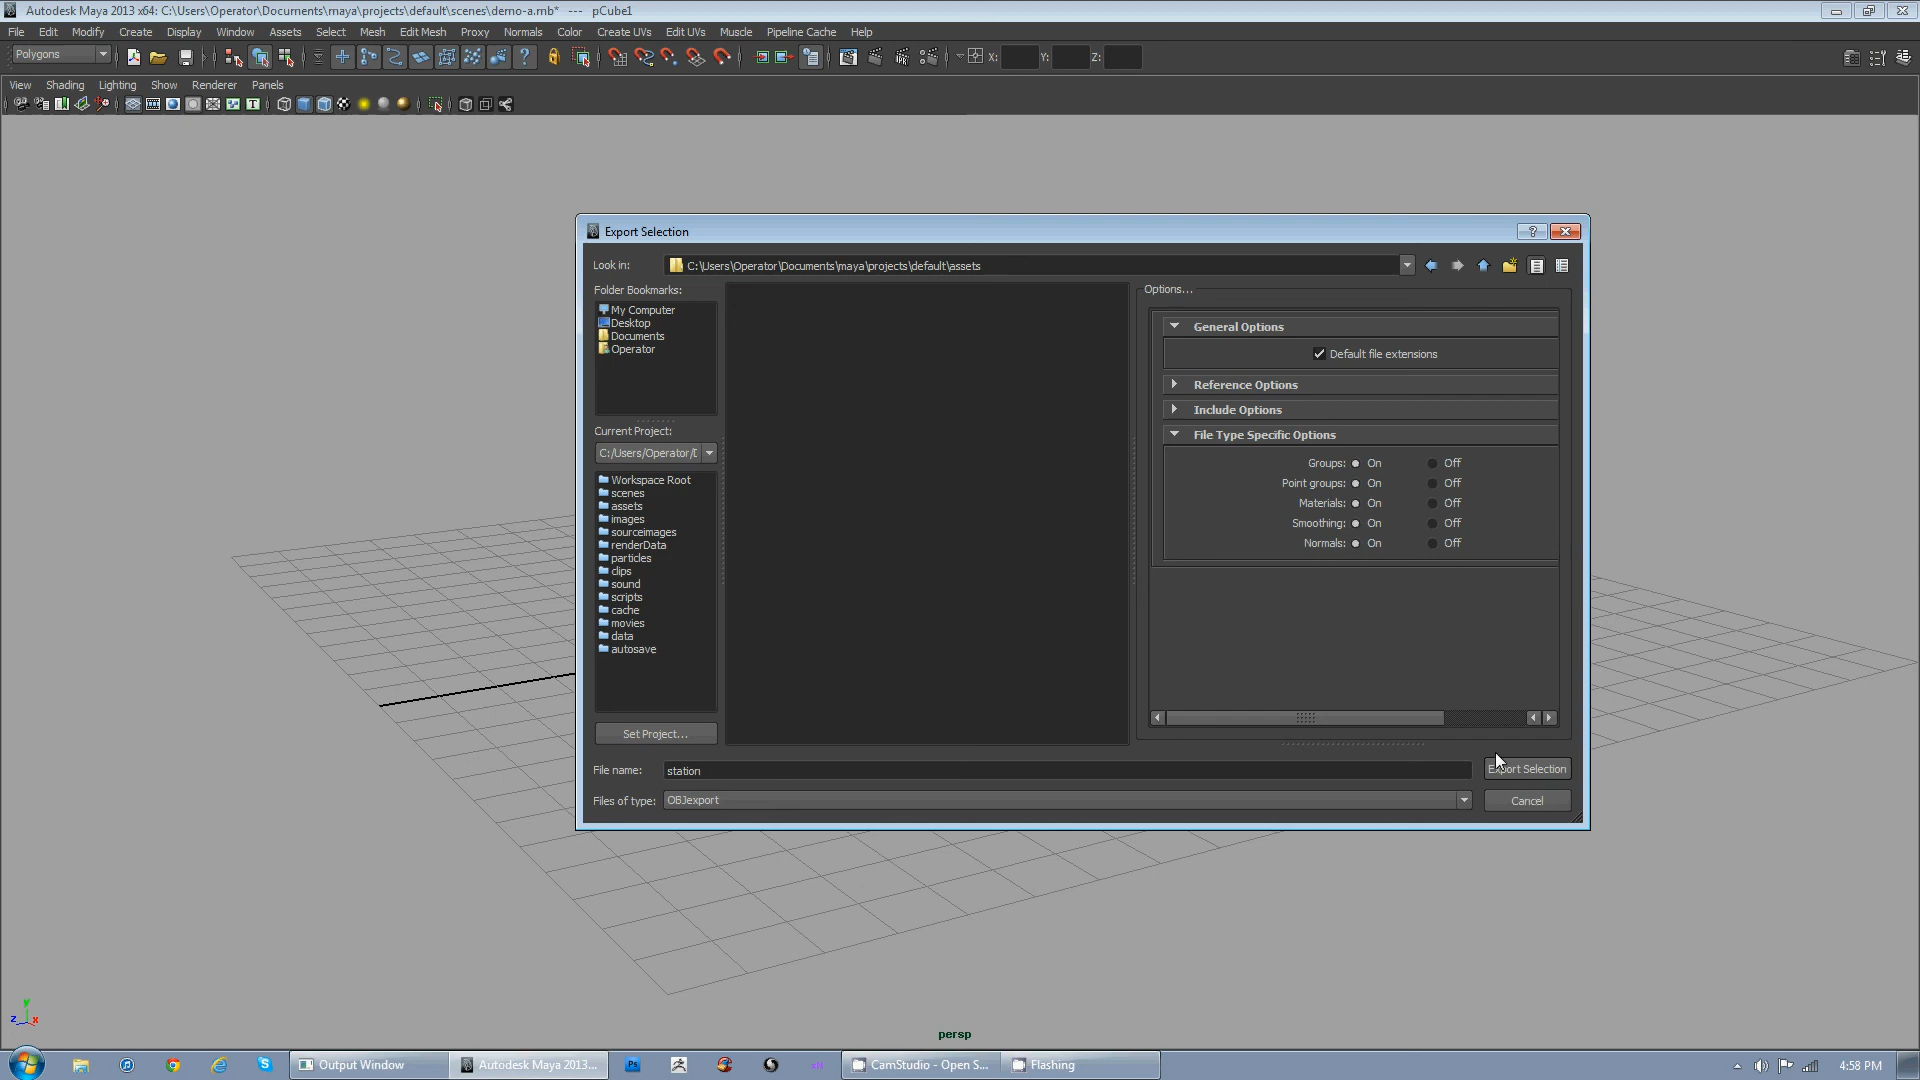 Autodesk Maya 2013 x64: C:\Users\Operator\Documents\maya\projects\default\scenes\demo-a.mb* --- pCube1
File Edit Modify Create Display Window Assets Select Mesh Edit Mesh Proxy Normals Color Create UVs Edit UVs Muscle Pipeline Cache Help
Polygons X: Y: Z:
View Shading Lighting Show Renderer Panels
Export Selection
Look in: C:\Users\Operator\Documents\maya\projects\default\assets
Folder Bookmarks:
My Computer
Desktop
Documents
Operator
Current Project:
C:/Users/Operator/D
Workspace Root
scenes
assets
images
sourceimages
renderData
particles
clips
sound
scripts
cache
movies
data
autosave
Set Project...
Options...
General Options
Default file extensions
Reference Options
Include Options
File Type Specific Options
Groups: On Off
Point groups: On Off
Materials: On Off
Smoothing: On Off
Normals: On Off
File name: station
Export Selection
Files of type: OBJexport
Cancel
y
z x
persp
Output Window
Autodesk Maya 2013...
Ps
CamStudio - Open S...
Flashing
4:58 PM